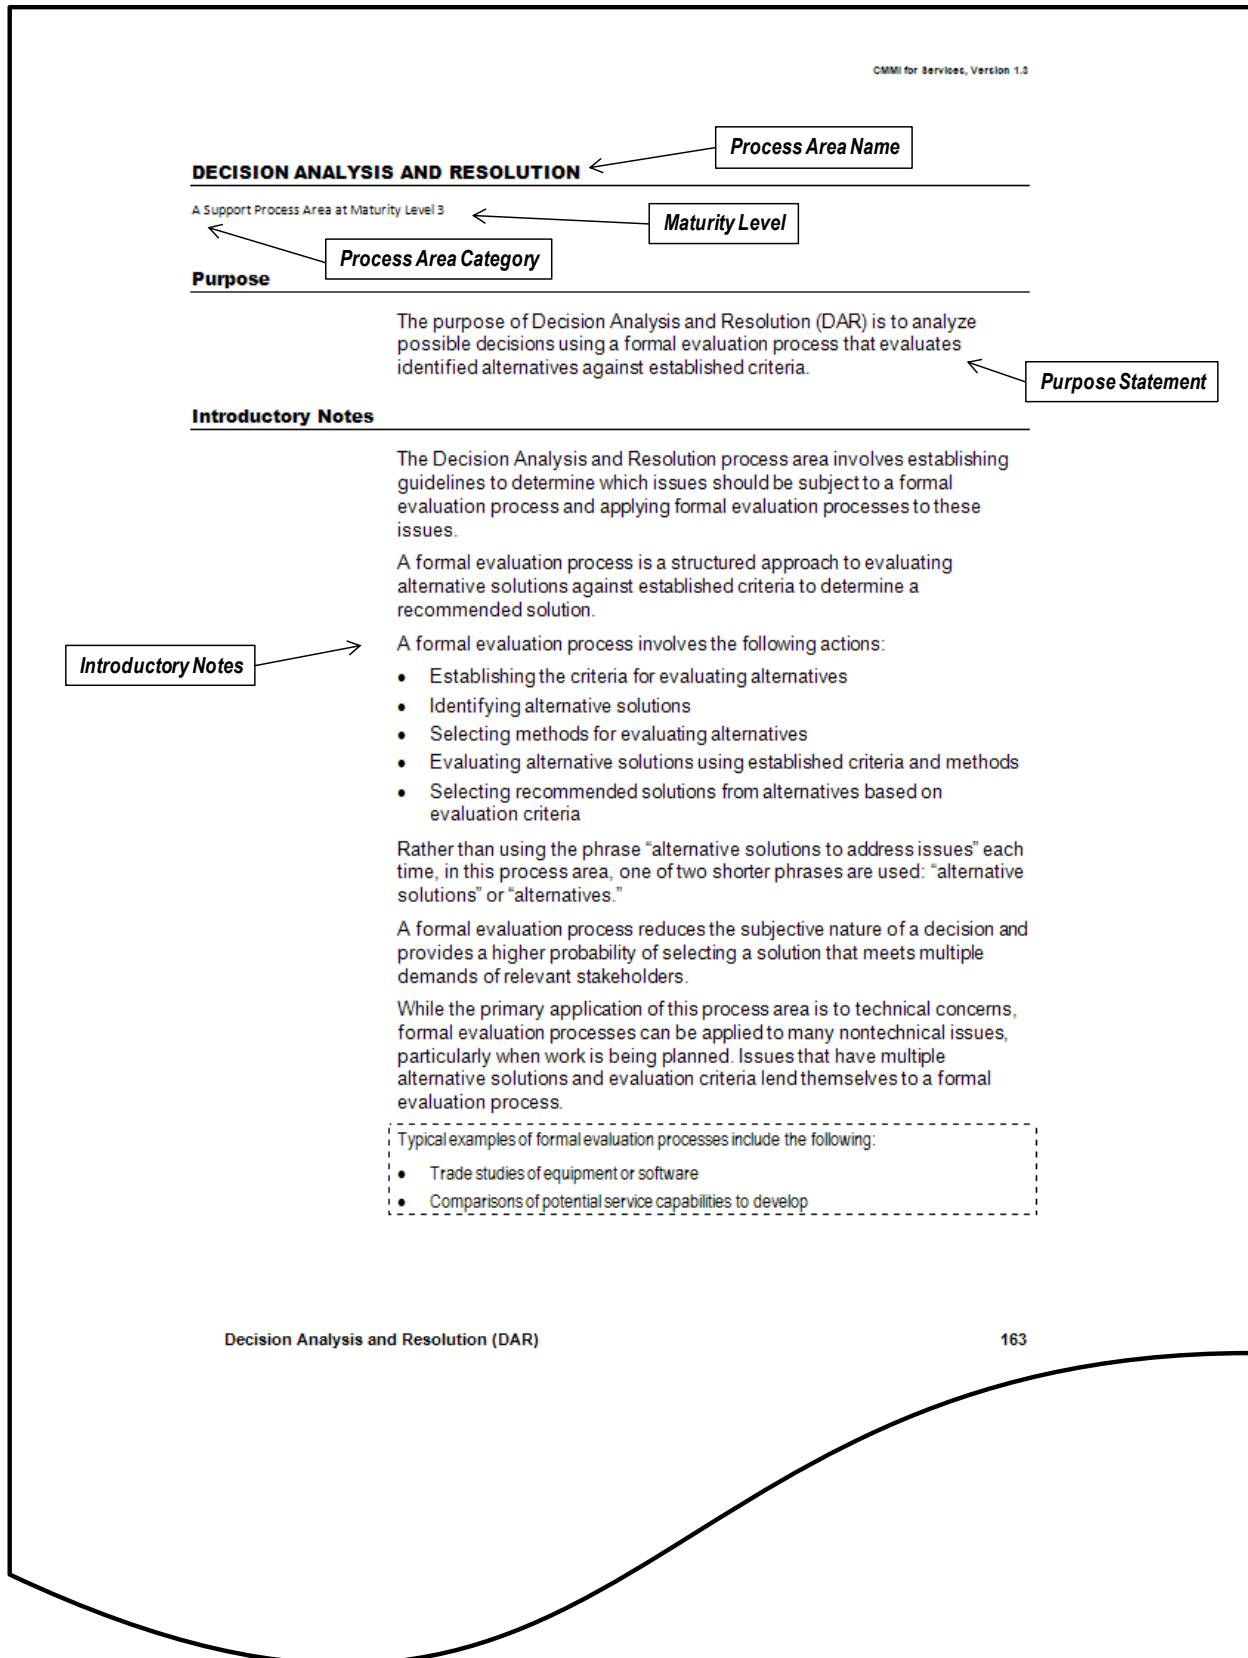 CMMI for Services, Version 1.3
Process Area Name
DECISION ANALYSIS AND RESOLUTION
A Support Process Area at Maturity Level 3
Maturity Level
Process Area Category
Purpose
The purpose of Decision Analysis and Resolution (DAR) is to analyze
possible decisions using a formal evaluation process that evaluates
identified alternatives against established criteria.
Purpose Statement
Introductory Notes
The Decision Analysis and Resolution process area involves establishing
guidelines to determine which issues should be subject to a formal
evaluation process and applying formal evaluation processes to these
issues.
A formal evaluation process is a structured approach to evaluating
alternative solutions against established criteria to determine a
recommended solution.
A formal evaluation process involves the following actions:
Introductory Notes
• Establishing the criteria for evaluating alternatives
• Identifying alternative solutions
• Selecting methods for evaluating alternatives
• Evaluating alternative solutions using established criteria and methods
• Selecting recommended solutions from alternatives based on
evaluation criteria
Rather than using the phrase “alternative solutions to address issues” each
time, in this process area, one of two shorter phrases are used: “alternative
solutions” or “alternatives.”
A formal evaluation process reduces the subjective nature of a decision and
provides a higher probability of selecting a solution that meets multiple
demands of relevant stakeholders.
While the primary application of this process area is to technical concerns,
formal evaluation processes can be applied to many nontechnical issues,
particularly when work is being planned. Issues that have multiple
alternative solutions and evaluation criteria lend themselves to a formal
evaluation process.
Typical examples of formal evaluation processes include the following:
• Trade studies of equipment or software
• Comparisons of potential service capabilities to develop
Decision Analysis and Resolution (DAR) 163